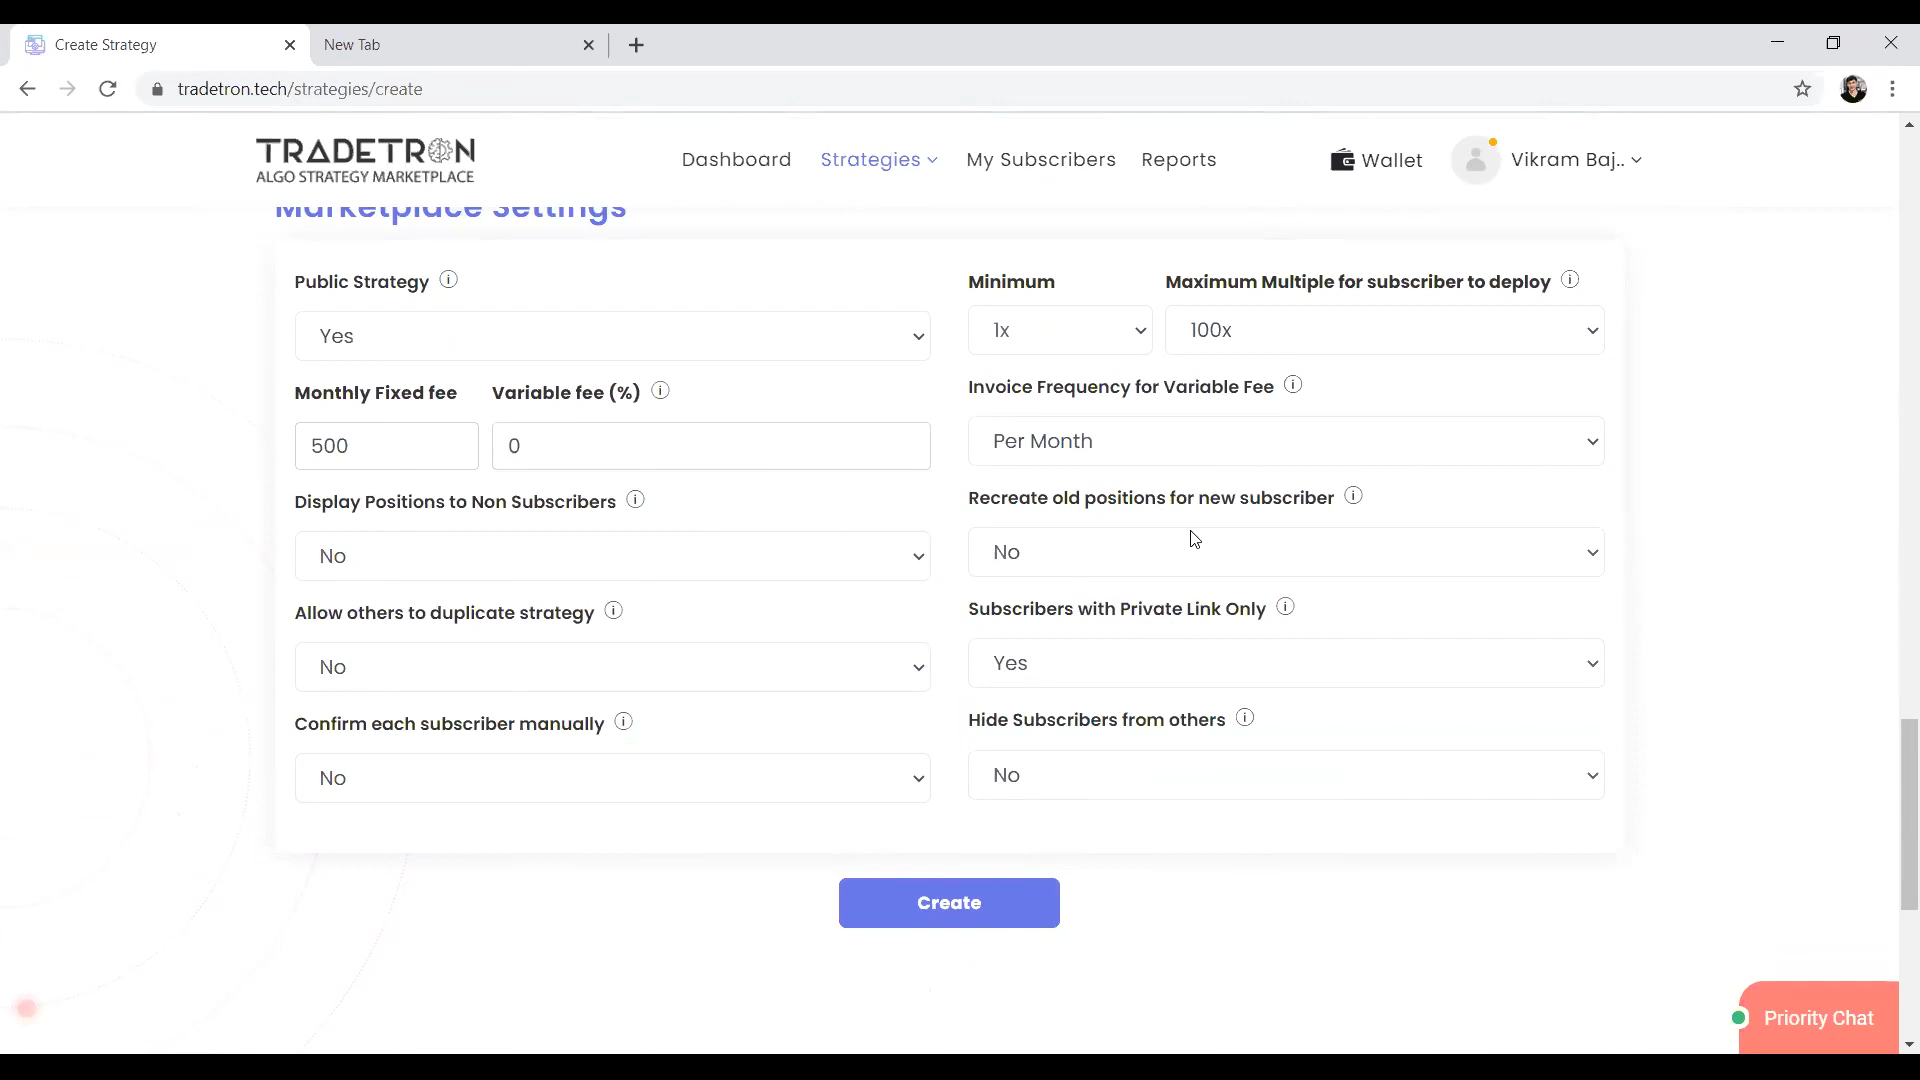 Create Strategy
New Tab
tradetron.tech/strategies/create
TRADETRON
ALGO STRATEGY MARKETPLACE
Dashboard
Strategies
My Subscribers
Reports
Wallet
Vikram Baj..
Marketplace Settings
Public Strategy
Yes
Minimum
1x
Maximum Multiple for subscriber to deploy
100x
Monthly Fixed fee
500
Variable fee (%)
0
Invoice Frequency for Variable Fee
Per Month
Display Positions to Non Subscribers
No
Recreate old positions for new subscriber
No
Allow others to duplicate strategy
No
Subscribers with Private Link Only
Yes
Confirm each subscriber manually
No
Hide Subscribers from others
No
Create
Priority Chat